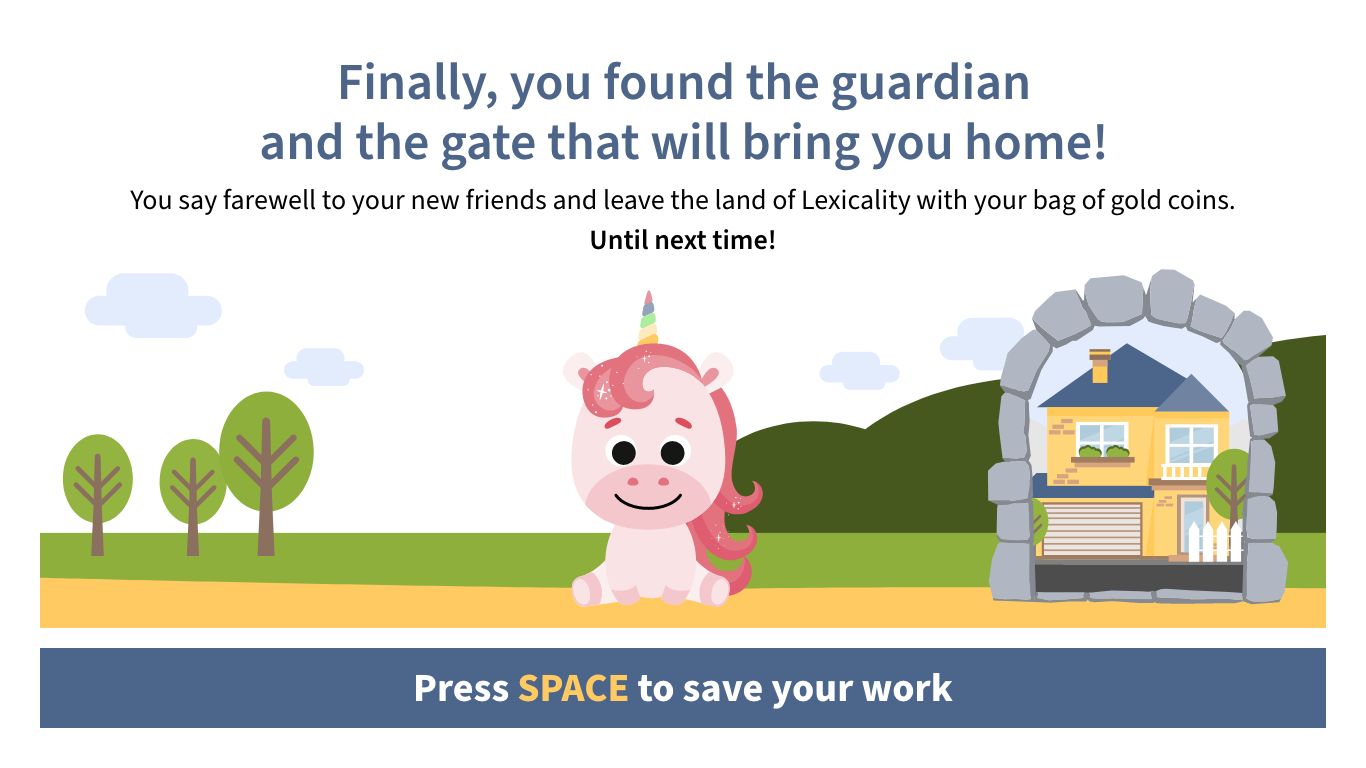 Finally, you found the guardian
and the gate that will bring you home!
You say farewell to your new friends and leave the land of Lexicality with your bag of gold coins.
Until next time!
Press SPACE to save your work